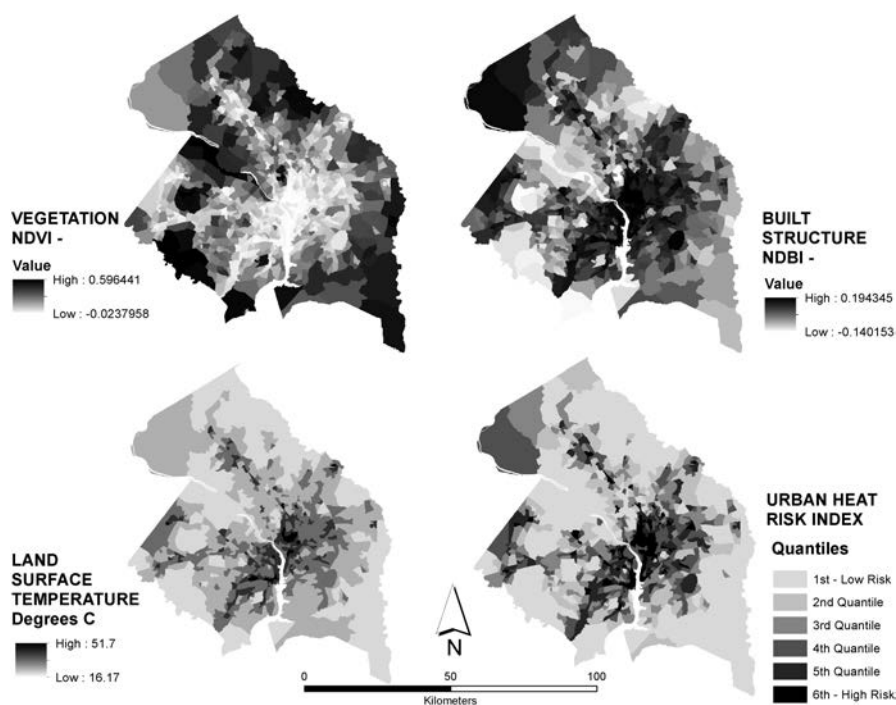 VEGETATION
NDVI -
Value
High : 0.596441
Low : -0.0237958
BUILT
STRUCTURE
NDBI -
Value
High : 0.194345
Low : -0.140153
LAND
SURFACE
TEMPERATURE
Degrees C
High : 51.7
Low : 16.17
URBAN HEAT
RISK INDEX
Quantiles
1st - Low Risk
2nd Quantile
3rd Quantile
4th Quantile
5th Quantile
6th - High Risk
N
0 50 100
Kilometers